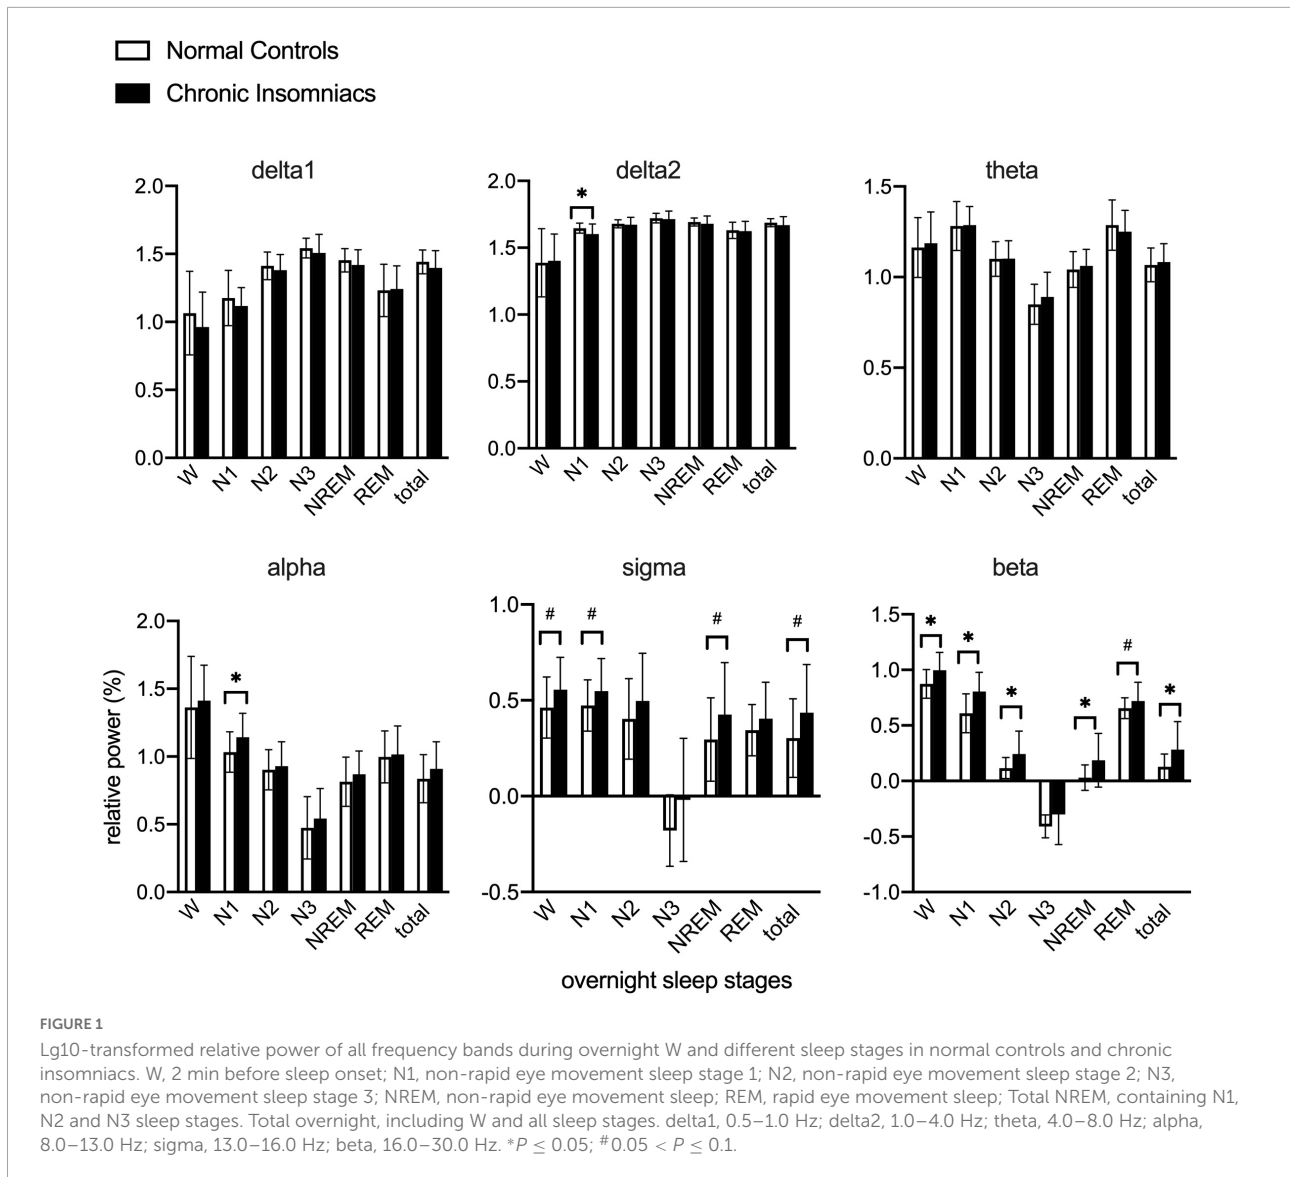 Normal Controls
Chronic Insomniacs
delta1
2.0
1.5
1.0
0.5
0.0
W
N1
N2
N3
NREM
REM
total
delta2
2.0
1.5
1.0
0.5
0.0
*
W
N1
N2
N3
NREM
REM
total
theta
1.5
1.0
0.5
0.0
W
N1
N2
N3
NREM
REM
total
alpha
relative power (%)
2.0
1.5
1.0
0.5
0.0
*
W
N1
N2
N3
NREM
REM
total
sigma
1.0
0.5
0.0
-0.5
# # # #
W
N1
N2
N3
NREM
REM
total
beta
1.5
1.0
0.5
0.0
-0.5
-1.0
* * * * # *
W
N1
N2
N3
NREM
REM
total
overnight sleep stages
FIGURE 1
Lg10-transformed relative power of all frequency bands during overnight W and different sleep stages in normal controls and chronic
insomniacs. W, 2 min before sleep onset; N1, non-rapid eye movement sleep stage 1; N2, non-rapid eye movement sleep stage 2; N3,
non-rapid eye movement sleep stage 3; NREM, non-rapid eye movement sleep; REM, rapid eye movement sleep; Total NREM, containing N1,
N2 and N3 sleep stages. Total overnight, including W and all sleep stages. delta1, 0.5–1.0 Hz; delta2, 1.0–4.0 Hz; theta, 4.0–8.0 Hz; alpha,
8.0–13.0 Hz; sigma, 13.0–16.0 Hz; beta, 16.0–30.0 Hz. *P ≤ 0.05; #0.05 < P ≤ 0.1.